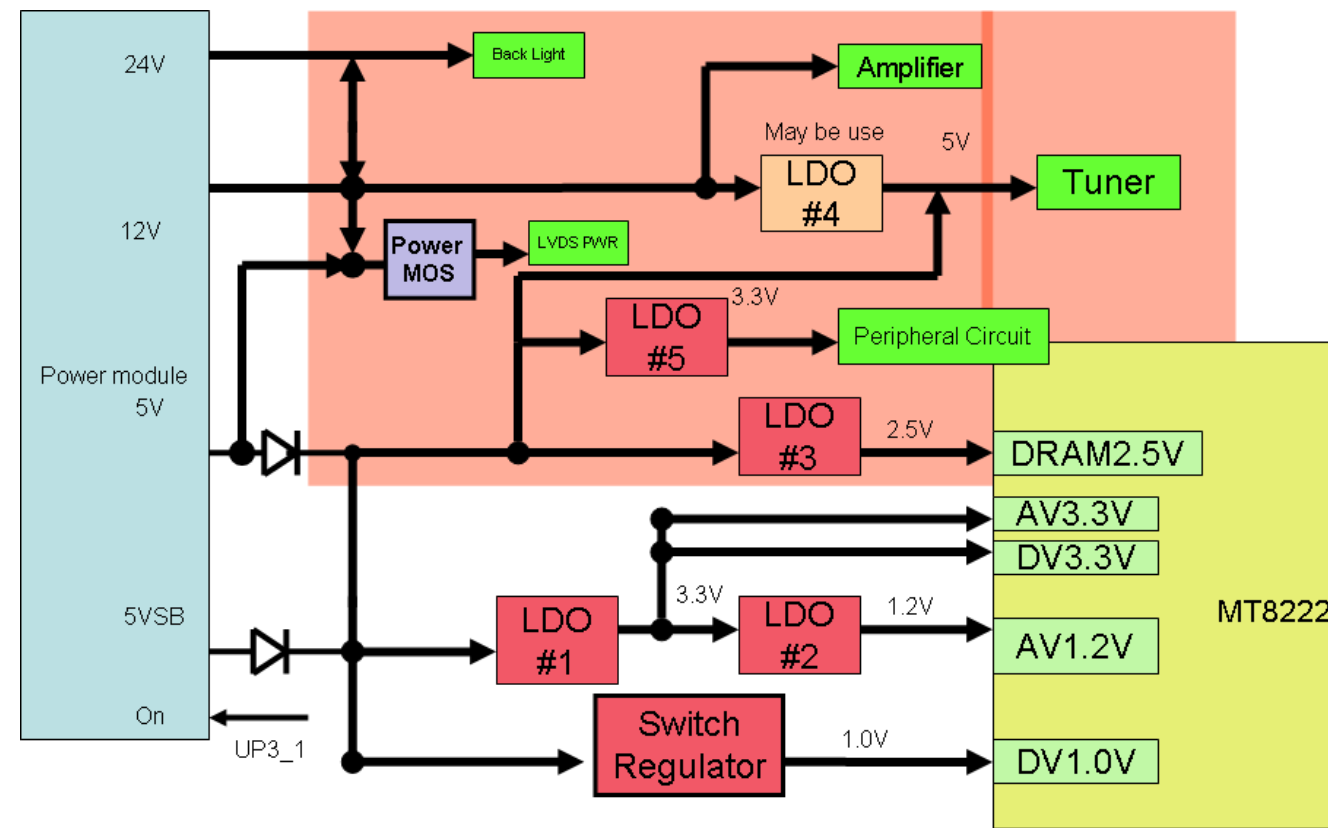 24V
Back Light
Amplifier
May be use
5V
LDO
#4
Tuner
12V
Power
MOS
LVDS PWR
3.3V
LDO
#5
Peripheral Circuit
Power module
5V
LDO
#3
2.5V
DRAM2.5V
AV3.3V
DV3.3V
5VSB
LDO
#1
3.3V
LDO
#2
1.2V
AV1.2V
MT8222
On
UP3_1
Switch
Regulator
1.0V
DV1.0V